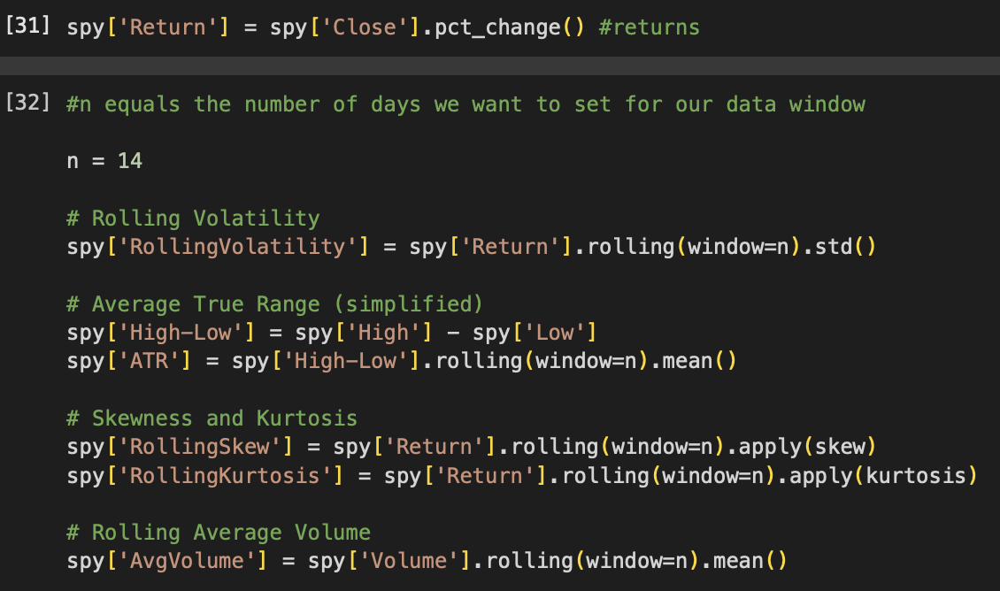 [31] spy['Return'] = spy['Close'].pct_change() #returns
[32] #n equals the number of days we want to set for our data window
n = 14
# Rolling Volatility
spy['RollingVolatility'] = spy['Return'].rolling(window=n).std()
# Average True Range (simplified)
spy['High-Low'] = spy['High'] - spy['Low']
spy['ATR'] = spy['High-Low'].rolling(window=n).mean()
# Skewness and Kurtosis
spy['RollingSkew'] = spy['Return'].rolling(window=n).apply(skew)
spy['RollingKurtosis'] = spy['Return'].rolling(window=n).apply(kurtosis)
# Rolling Average Volume
spy['AvgVolume'] = spy['Volume'].rolling(window=n).mean()